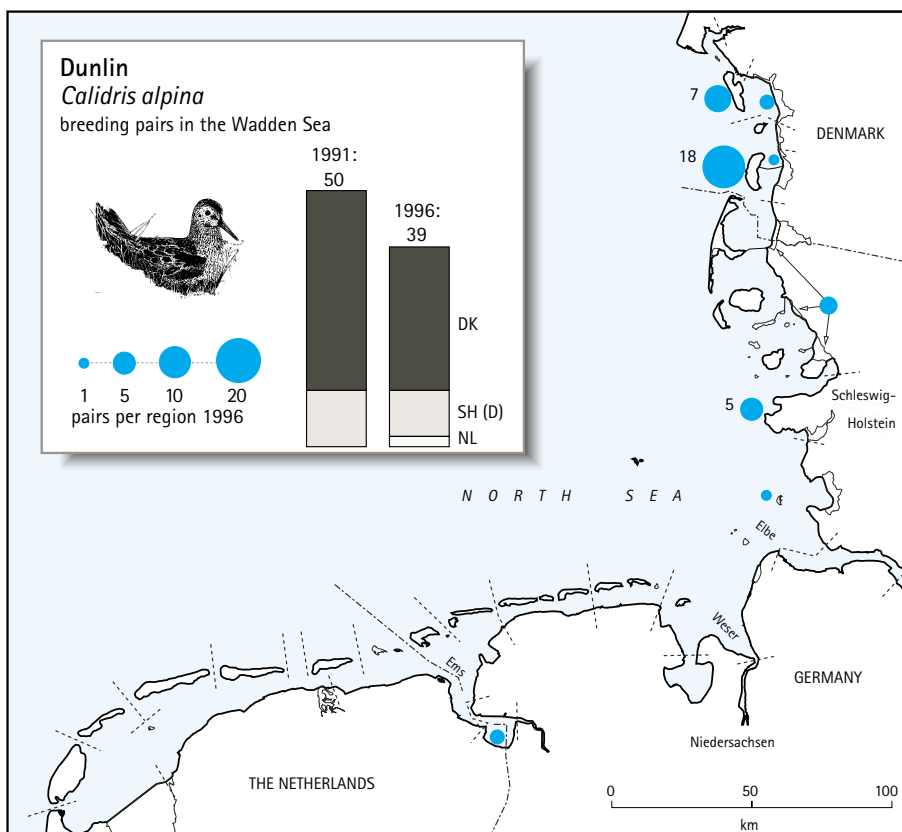 Dunlin
Calidris alpina
breeding pairs in the Wadden Sea
1991:
50
1996:
39
DK
SH (D)
NL
1 5 10 20
pairs per region 1996
7
18
5
DENMARK
Schleswig-
Holstein
NORTH SEA
Elbe
Weser
Ems
GERMANY
Niedersachsen
THE NETHERLANDS
0 50 100
km